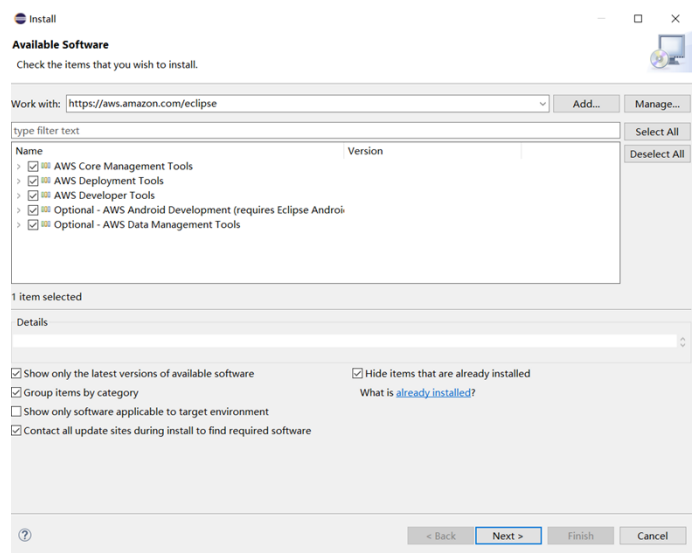 Install
Available Software
Check the items that you wish to install.
Work with: https://aws.amazon.com/eclipse Add... Manage...
type filter text Select All
Name Version Deselect All
AWS Core Management Tools
AWS Deployment Tools
AWS Developer Tools
Optional - AWS Android Development (requires Eclipse Androi
Optional - AWS Data Management Tools
1 item selected
Details
Show only the latest versions of available software Hide items that are already installed
Group items by category What is already installed?
Show only software applicable to target environment
Contact all update sites during install to find required software
? < Back Next > Finish Cancel